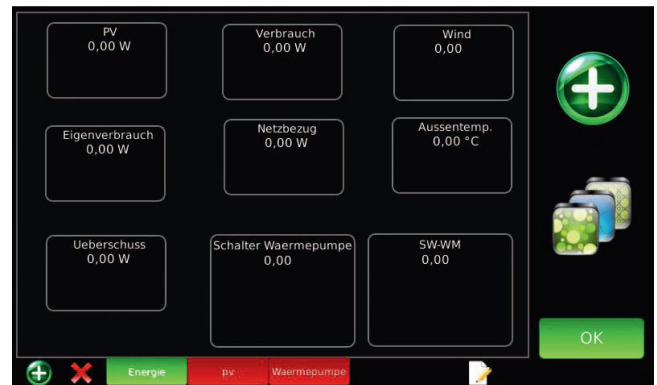 PV
0,00 W
Verbrauch
0,00 W
Wind
0,00
Eigenverbrauch
0,00 W
Netzbezug
0,00 W
Aussentemp.
0,00 °C
Ueberschuss
0,00 W
Schalter Waermepumpe
0,00
SW-WM
0,00
OK
Energie
pv
Waermepumpe